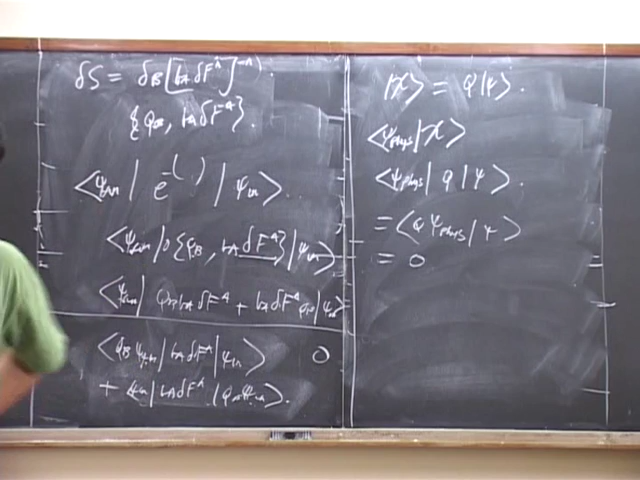 δS = δ_B [b_A δF^A]
{Q_B, b_A δF^A}.
⟨ψ_fin | e^{-( )} | ψ_in⟩.
⟨ψ_fin | {Q_B, b_A δF^A} | ψ_in⟩
⟨ψ_fin | Q_B b_A δF^A + b_A δF^A Q_B | ψ_in⟩
⟨Q_B ψ_fin | b_A δF^A | ψ_in⟩ 0
+ ⟨ψ_fin | b_A δF^A | Q_B ψ_in⟩.
|χ⟩ = Q|ψ⟩.
⟨ψ_phys | χ⟩
⟨ψ_phys | Q | ψ⟩.
= ⟨Q ψ_phys | ψ⟩
= 0